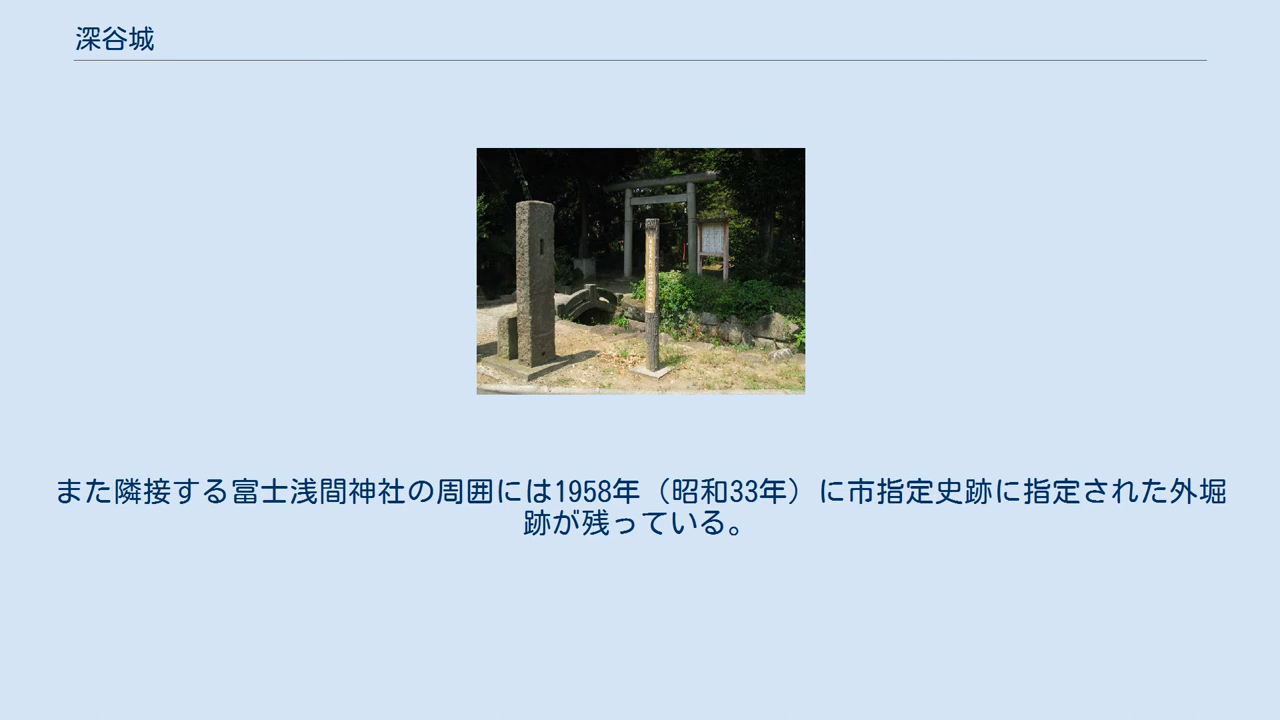 深谷城
また隣接する富士浅間神社の周囲には1958年（昭和33年）に市指定史跡に指定された外堀
跡が残っている。